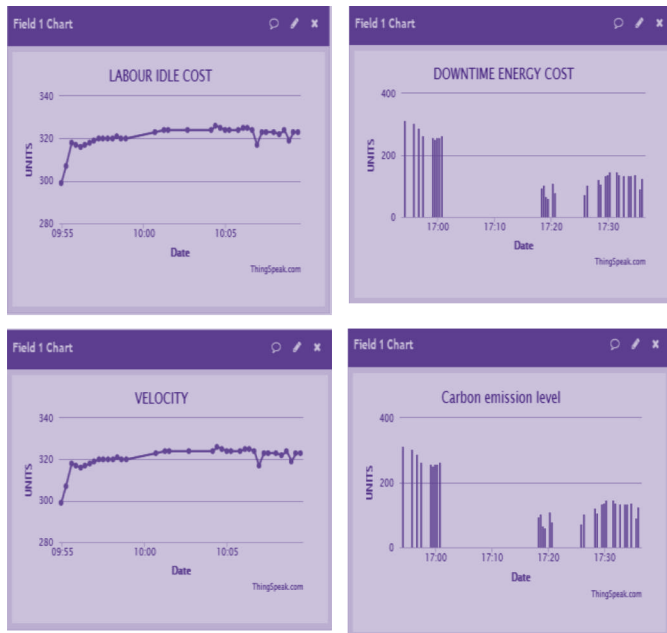 Field 1 Chart
LABOUR IDLE COST
340
320
300
280
UNITS
09:55 10:00 10:05
Date
ThingSpeak.com
Field 1 Chart
DOWNTIME ENERGY COST
400
200
0
UNITS
17:00 17:10 17:20 17:30
Date
ThingSpeak.com
Field 1 Chart
VELOCITY
340
320
300
280
UNITS
09:55 10:00 10:05
Date
ThingSpeak.com
Field 1 Chart
Carbon emission level
400
200
0
UNITS
17:00 17:10 17:20 17:30
Date
ThingSpeak.com